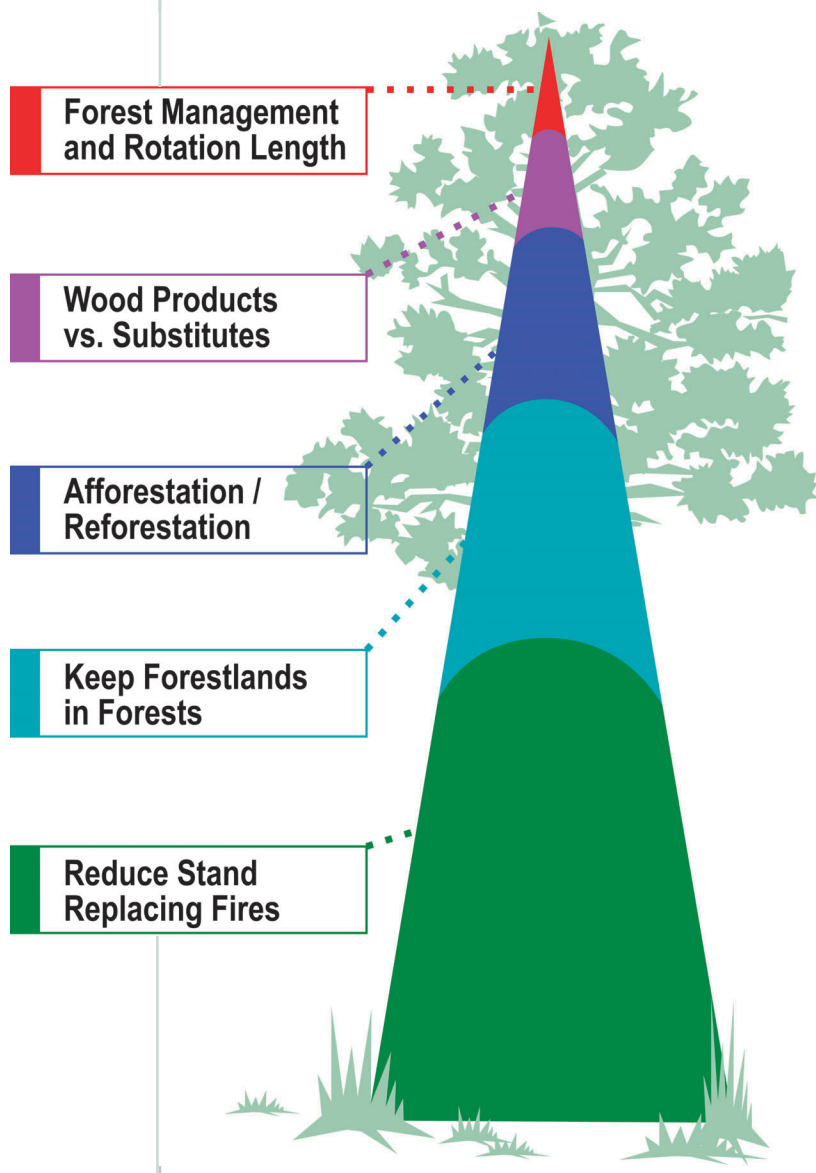 Forest Management
and Rotation Length
Wood Products
vs. Substitutes
Afforestation /
Reforestation
Keep Forestlands
in Forests
Reduce Stand
Replacing Fires